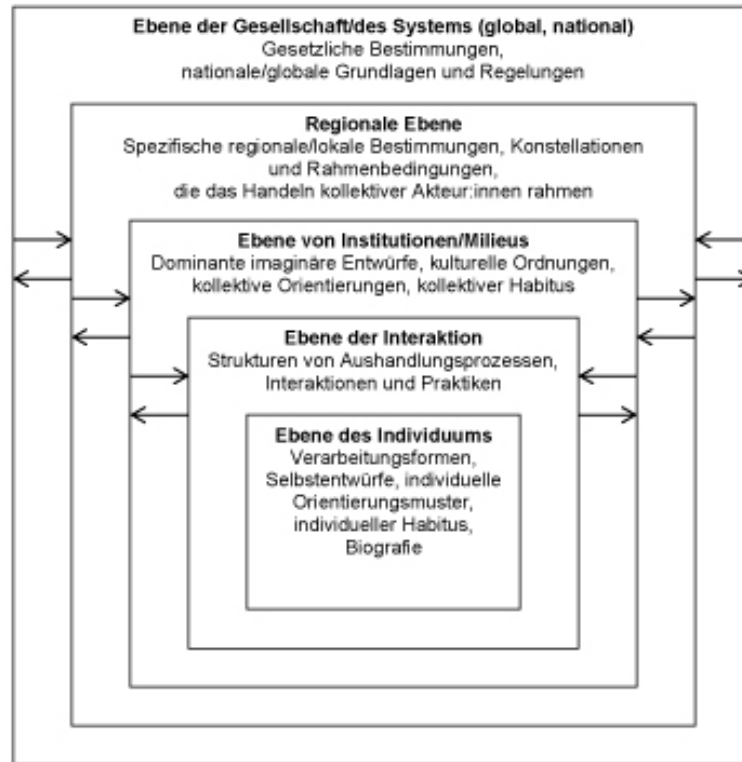 Ebene der Gesellschaft/des Systems (global, national)
Gesetzliche Bestimmungen,
nationale/globale Grundlagen und Regelungen
Regionale Ebene
Spezifische regionale/lokale Bestimmungen, Konstellationen
und Rahmenbedingungen,
die das Handeln kollektiver Akteur:innen rahmen
Ebene von Institutionen/Milieus
Dominante imaginäre Entwürfe, kulturelle Ordnungen,
kollektive Orientierungen, kollektiver Habitus
Ebene der Interaktion
Strukturen von Aushandlungsprozessen,
Interaktionen und Praktiken
Ebene des Individuums
Verarbeitungsformen,
Selbstentwürfe, individuelle
Orientierungsmuster,
individueller Habitus,
Biografie